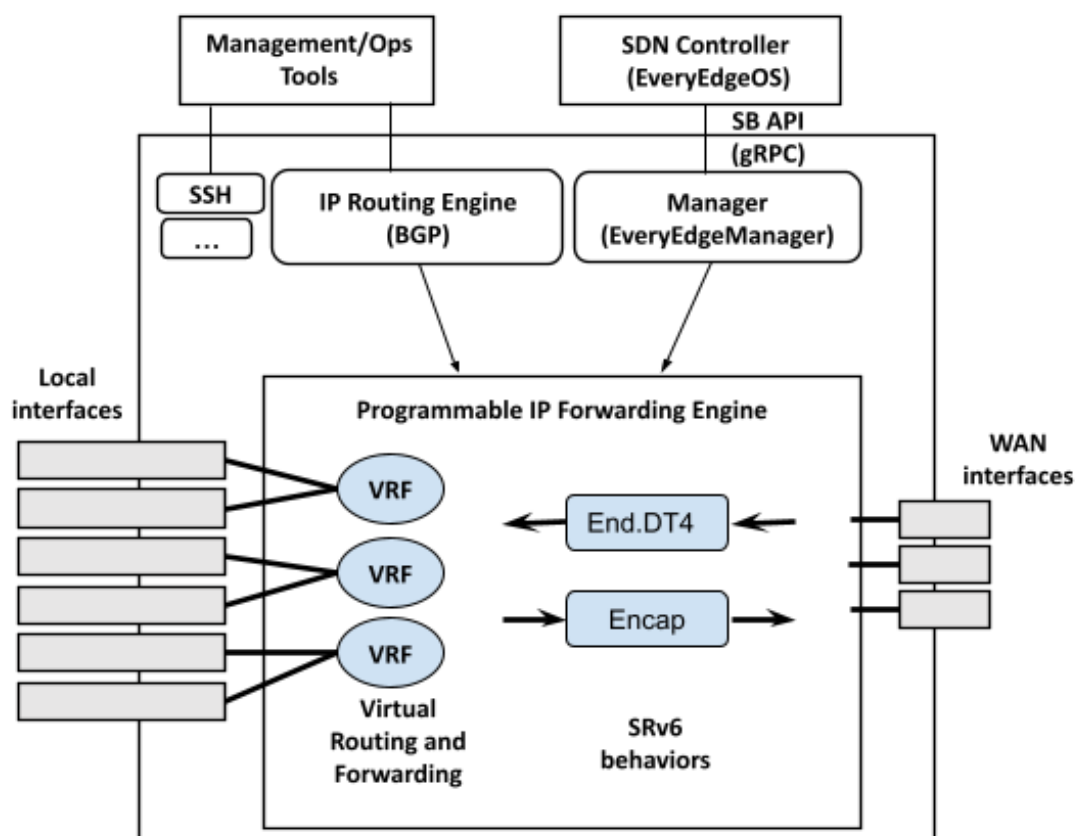 Management/Ops
Tools
SDN Controller
(EveryEdgeOS)
SB API
(gRPC)
SSH
...
IP Routing Engine
(BGP)
Manager
(EveryEdgeManager)
Local
interfaces
Programmable IP Forwarding Engine
WAN
interfaces
VRF
End.DT4
VRF
Encap
VRF
Virtual
Routing and
Forwarding
SRv6
behaviors